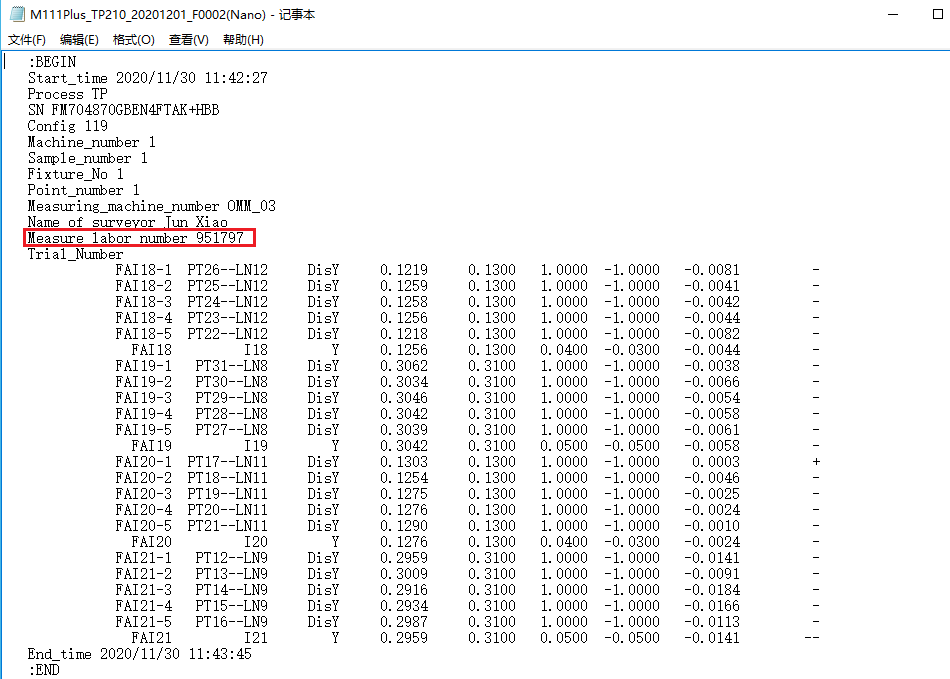 M111Plus_TP210_20201201_F0002(Nano) - 记事本
文件(F) 编辑(E) 格式(O) 查看(V) 帮助(H)
:BEGIN
Start_time 2020/11/30 11:42:27
Process TP
SN FM704870GBEN4FTAK+HBB
Config 119
Machine_number 1
Sample_number 1
Fixture_No 1
Point_number 1
Measuring_machine_number OMM_03
Name of surveyor Jun Xiao
Measure labor number 951797
Trial_Number
FAI18-1 PT26--LN12 DisY 0.1219 0.1300 1.0000 -1.0000 -0.0081 -
FAI18-2 PT25--LN12 DisY 0.1259 0.1300 1.0000 -1.0000 -0.0041 -
FAI18-3 PT24--LN12 DisY 0.1258 0.1300 1.0000 -1.0000 -0.0042 -
FAI18-4 PT23--LN12 DisY 0.1256 0.1300 1.0000 -1.0000 -0.0044 -
FAI18-5 PT22--LN12 DisY 0.1218 0.1300 1.0000 -1.0000 -0.0082 -
FAI18 I18 Y 0.1256 0.1300 0.0400 -0.0300 -0.0044 -
FAI19-1 PT31--LN8 DisY 0.3062 0.3100 1.0000 -1.0000 -0.0038 -
FAI19-2 PT30--LN8 DisY 0.3034 0.3100 1.0000 -1.0000 -0.0066 -
FAI19-3 PT29--LN8 DisY 0.3046 0.3100 1.0000 -1.0000 -0.0054 -
FAI19-4 PT28--LN8 DisY 0.3042 0.3100 1.0000 -1.0000 -0.0058 -
FAI19-5 PT27--LN8 DisY 0.3039 0.3100 1.0000 -1.0000 -0.0061 -
FAI19 I19 Y 0.3042 0.3100 0.0500 -0.0500 -0.0058 -
FAI20-1 PT17--LN11 DisY 0.1303 0.1300 1.0000 -1.0000 0.0003 +
FAI20-2 PT18--LN11 DisY 0.1254 0.1300 1.0000 -1.0000 -0.0046 -
FAI20-3 PT19--LN11 DisY 0.1275 0.1300 1.0000 -1.0000 -0.0025 -
FAI20-4 PT20--LN11 DisY 0.1276 0.1300 1.0000 -1.0000 -0.0024 -
FAI20-5 PT21--LN11 DisY 0.1290 0.1300 1.0000 -1.0000 -0.0010 -
FAI20 I20 Y 0.1276 0.1300 0.0400 -0.0300 -0.0024 -
FAI21-1 PT12--LN9 DisY 0.2959 0.3100 1.0000 -1.0000 -0.0141 -
FAI21-2 PT13--LN9 DisY 0.3009 0.3100 1.0000 -1.0000 -0.0091 -
FAI21-3 PT14--LN9 DisY 0.2916 0.3100 1.0000 -1.0000 -0.0184 -
FAI21-4 PT15--LN9 DisY 0.2934 0.3100 1.0000 -1.0000 -0.0166 -
FAI21-5 PT16--LN9 DisY 0.2987 0.3100 1.0000 -1.0000 -0.0113 -
FAI21 I21 Y 0.2959 0.3100 0.0500 -0.0500 -0.0141 --
End_time 2020/11/30 11:43:45
:END